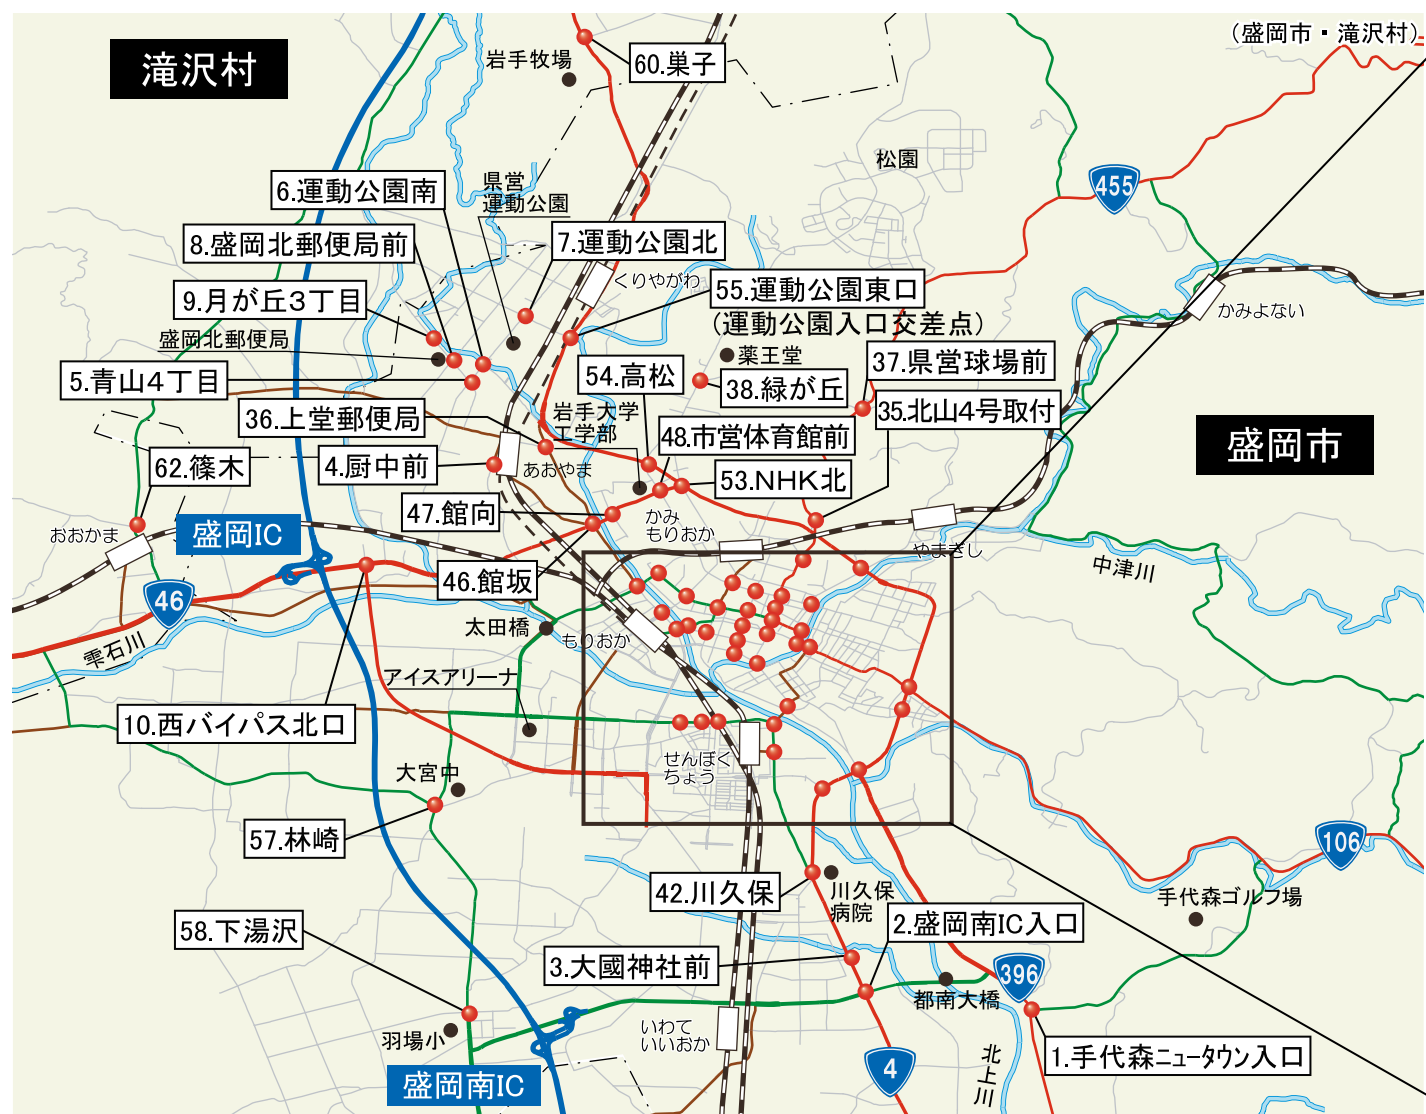 (盛岡市・滝沢村)
滝沢村
岩手牧場
60.巣子
松園
455
県営
運動公園
6.運動公園南
8.盛岡北郵便局前
7.運動公園北
くりやがわ
55.運動公園東口
(運動公園入口交差点)
9.月が丘3丁目
盛岡北郵便局
かみよない
薬王堂
37.県営球場前
5.青山4丁目
54.高松
38.緑が丘
36.上堂郵便局
岩手大学
工学部
35.北山4号取付
48.市営体育館前
盛岡市
62.篠木
4.厨中前
あおやま
53.NHK北
47.館向
かみ
もりおか
おおかま
盛岡IC
やまぎし
46.館坂
中津川
46
太田橋
もりおか
雫石川
アイスアリーナ
10.西バイパス北口
せんぼく
ちょう
大宮中
57.林崎
106
42.川久保
川久保
病院
手代森ゴルフ場
58.下湯沢
2.盛岡南IC入口
3.大國神社前
396
都南大橋
羽場小
いわて
いいおか
1.手代森ニュータウン入口
4
北上川
盛岡南IC